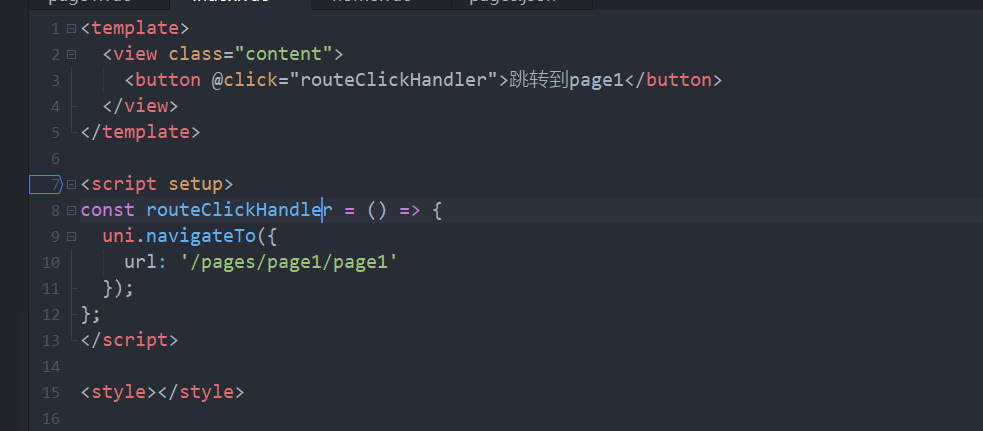 1 <template>
2 <view class="content">
3 <button @click="routeClickHandler">跳转到page1</button>
4 </view>
5 </template>
6
7 <script setup>
8 const routeClickHandler = () => {
9 uni.navigateTo({
10 url: '/pages/page1/page1'
11 });
12 };
13 </script>
14
15 <style></style>
16